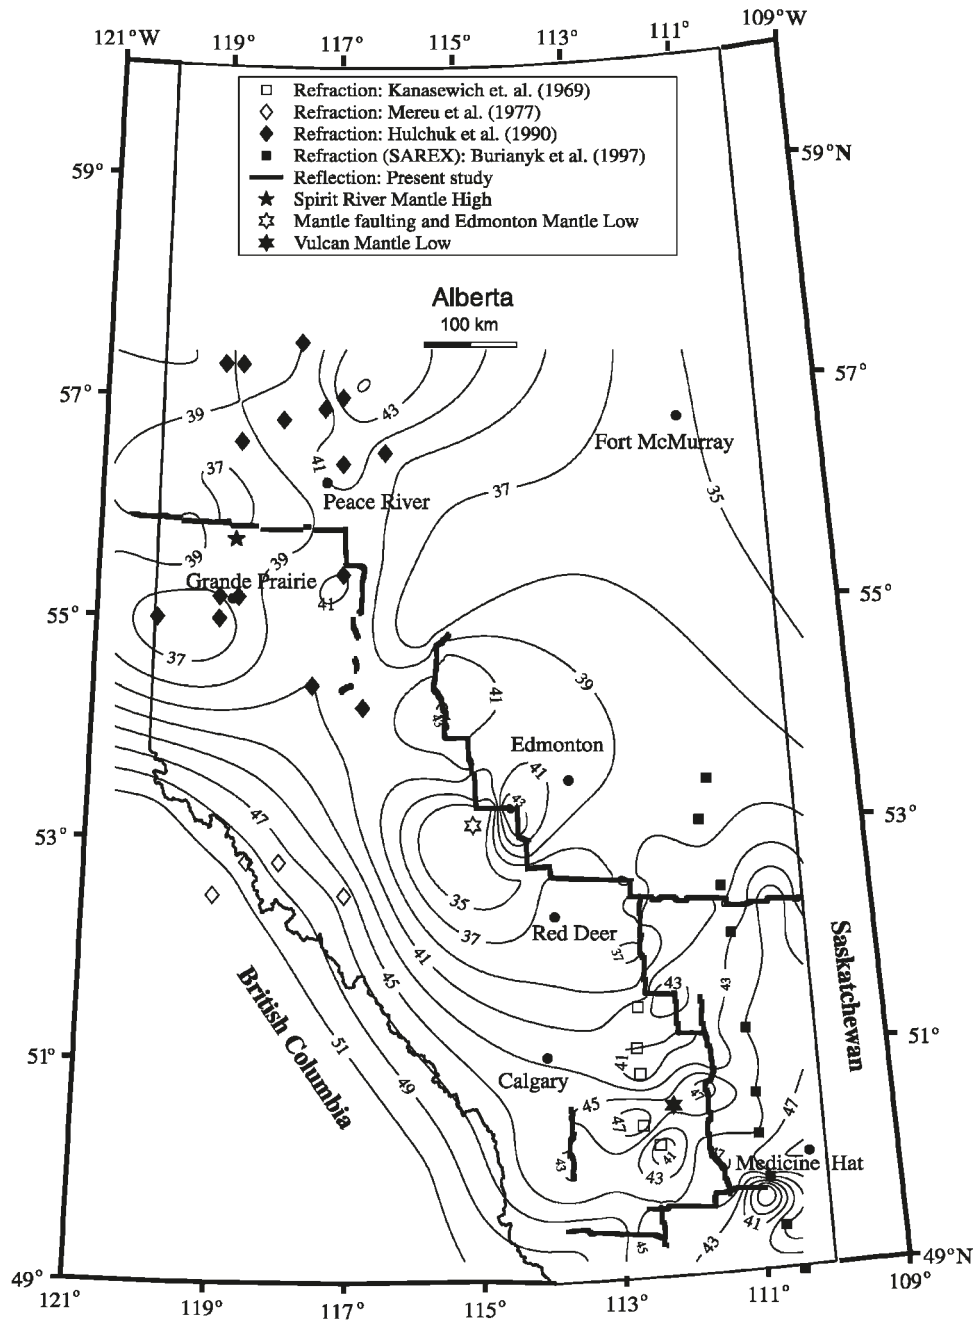 121°W
119°
117°
115°
113°
111°
109°W
Refraction: Kanasewich et. al. (1969)
Refraction: Mereu et al. (1977)
Refraction: Hulchuk et al. (1990)
Refraction (SAREX): Burianyk et al. (1997)
Reflection: Present study
Spirit River Mantle High
Mantle faulting and Edmonton Mantle Low
Vulcan Mantle Low
59°
59°N
Alberta
100 km
57°
57°
39
43
Fort McMurray
41
37
Peace River
37
35
39
39
Grande Prairie
41
55°
55°
37
41
39
43
Edmonton
41
43
53°
53°
47
35
37
Red Deer
37
41
45
43
43
British Columbia
Saskatchewan
51
49
51°
51°
41
Calgary
45
47
47
47
41
43
47
43
Medicine Hat
41
43
45
49°
49°N
121°
119°
117°
115°
113°
111°
109°